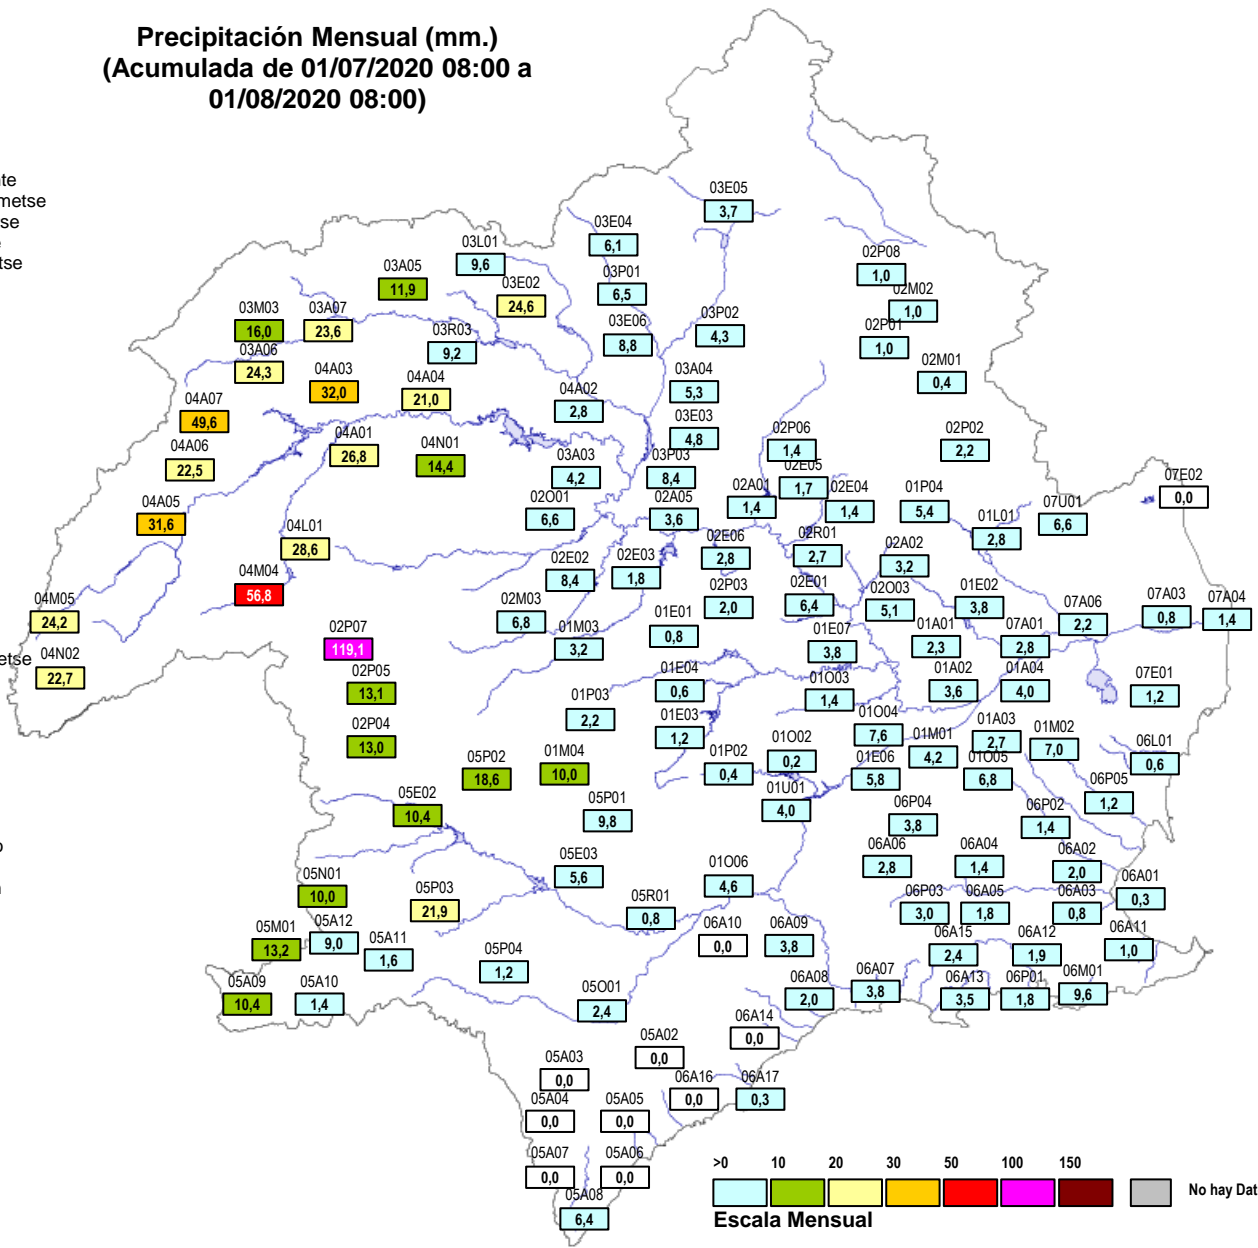 Precipitación Mensual (mm.)
(Acumulada de 01/07/2020 08:00 a
01/08/2020 08:00)
nte
metse
se
e
tse
etse
o
n
03E05
3,7
03E04
6,1
03L01
9,6
02P08
1,0
03A05
11,9
03E02
24,6
03P01
6,5
02M02
1,0
03M03
16,0
03A07
23,6
03R03
9,2
03E06
8,8
03P02
4,3
02P01
1,0
03A06
24,3
04A03
32,0
04A04
21,0
04A02
2,8
03A04
5,3
02M01
0,4
04A07
49,6
03E03
4,8
04A01
26,8
04N01
14,4
02P06
1,4
02P02
2,2
04A06
22,5
03A03
4,2
03P03
8,4
02E05
1,7
07E02
0,0
04A05
31,6
02O01
6,6
02A05
3,6
02A01
1,4
02E04
1,4
01P04
5,4
07U01
6,6
01L01
2,8
04L01
28,6
02E06
2,8
02R01
2,7
02A02
3,2
04M04
56,8
02E02
8,4
02E03
1,8
04M05
24,2
02M03
6,8
02P03
2,0
02E01
6,4
02O03
5,1
01E02
3,8
07A06
2,2
07A03
0,8
07A04
1,4
02P07
119,1
01M03
3,2
01E01
0,8
01E07
3,8
01A01
2,3
07A01
2,8
04N02
22,7
02P05
13,1
01E04
0,6
01O03
1,4
01A02
3,6
01A04
4,0
07E01
1,2
01P03
2,2
02P04
13,0
01E03
1,2
01O04
7,6
01A03
2,7
01M02
7,0
05P02
18,6
01M04
10,0
01P02
0,4
01O02
0,2
01M01
4,2
06L01
0,6
01E06
5,8
01O05
6,8
05E02
10,4
05P01
9,8
01U01
4,0
06P04
3,8
06P02
1,4
06P05
1,2
05E03
5,6
01O06
4,6
06A06
2,8
06A04
1,4
06A02
2,0
05N01
10,0
05P03
21,9
05R01
0,8
06P03
3,0
06A05
1,8
06A03
0,8
06A01
0,3
05M01
13,2
05A12
9,0
05A11
1,6
06A10
0,0
06A09
3,8
06A15
2,4
06A12
1,9
06A11
1,0
05P04
1,2
05A09
10,4
05A10
1,4
05O01
2,4
06A08
2,0
06A07
3,8
06A13
3,5
06P01
1,8
06M01
9,6
06A14
0,0
05A02
0,0
05A03
0,0
06A16
0,0
06A17
0,3
05A04
0,0
05A05
0,0
05A07
0,0
05A06
0,0
05A08
6,4
>0 10 20 30 50 100 150
No hay Dat
Escala Mensual